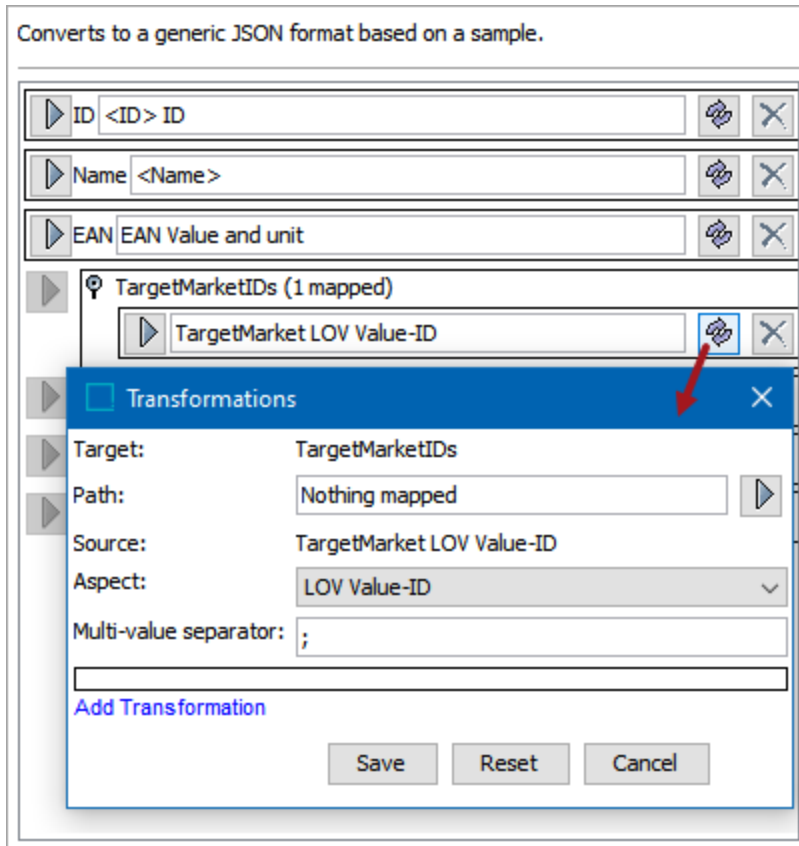 Converts to a generic JSON format based on a sample.
ID <ID> ID
Name <Name>
EAN EAN Value and unit
TargetMarketIDs (1 mapped)
TargetMarket LOV Value-ID
Transformations
Target: TargetMarketIDs
Path: Nothing mapped
Source: TargetMarket LOV Value-ID
Aspect: LOV Value-ID
Multi-value separator: ;
Add Transformation
Save Reset Cancel